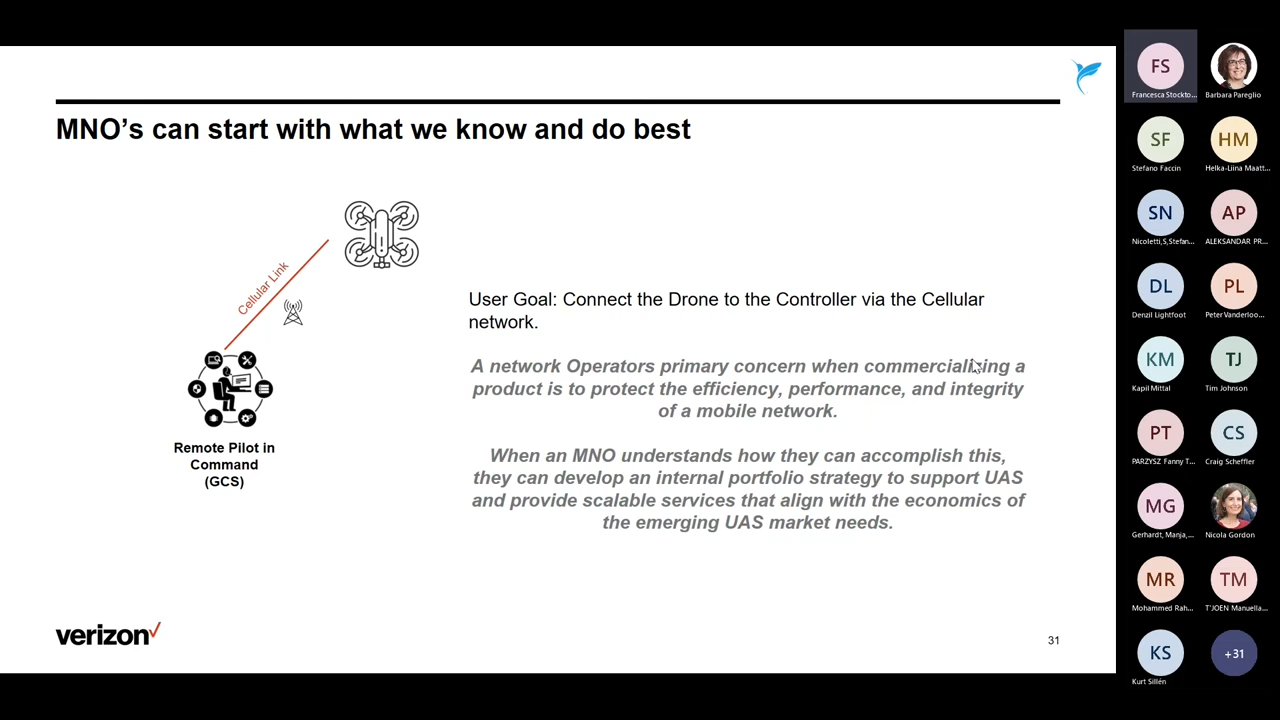 MNO's can start with what we know and do best
Cellular Link
User Goal: Connect the Drone to the Controller via the Cellular
network.
A network Operators primary concern when commercializing a
product is to protect the efficiency, performance, and integrity
of a mobile network.
When an MNO understands how they can accomplish this,
they can develop an internal portfolio strategy to support UAS
and provide scalable services that align with the economics of
the emerging UAS market needs.
Remote Pilot in
Command
(GCS)
verizon
31
FS
Francesca Stockto...
Barbara Pareglio
SF
Stefano Faccin
HM
Helka-Liina Maatt...
SN
Nicoletti,S,Stefan...
AP
ALEKSANDAR PR...
DL
Denzil Lightfoot
PL
Peter Vanderloo...
KM
Kapil Mittal
TJ
Tim Johnson
PT
PARZYSZ Fanny T...
CS
Craig Scheffler
MG
Gerhardt, Manja,...
Nicola Gordon
MR
Mohammed Rah...
TM
T'JOEN Manuella...
KS
Kurt Sillén
+31